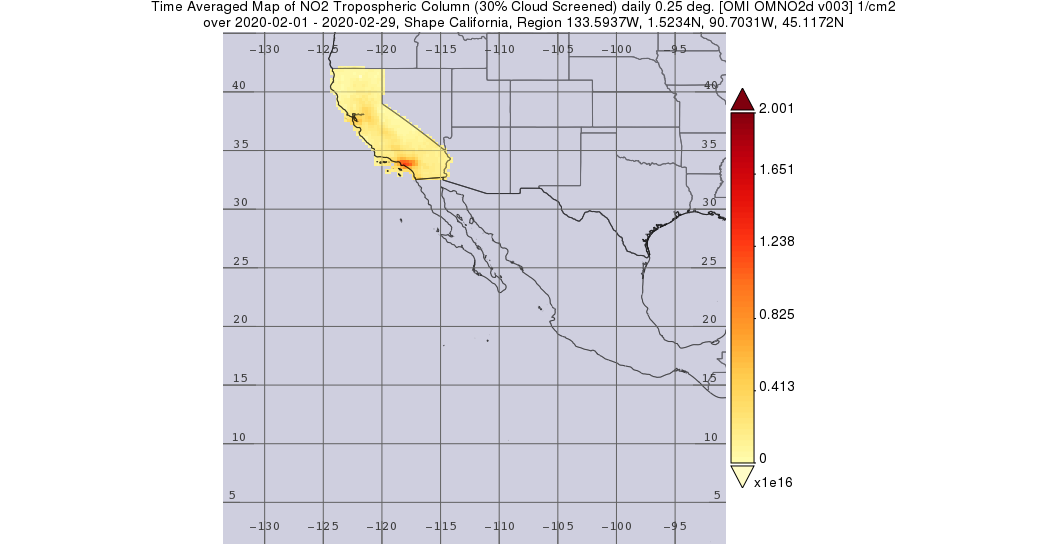 Time Averaged Map of NO2 Tropospheric Column (30% Cloud Screened) daily 0.25 deg. [OMI OMNO2d v003] 1/cm2
over 2020-02-01 - 2020-02-29, Shape California, Region 133.5937W, 1.5234N, 90.7031W, 45.1172N
-130 -125 -120 -115 -110 -105 -100 -95
40 40
35 35
30 30
25 25
20 20
15 15
10 10
5 5
-130 -125 -120 -115 -110 -105 -100 -95
2.001
1.651
1.238
0.825
0.413
0
x1e16